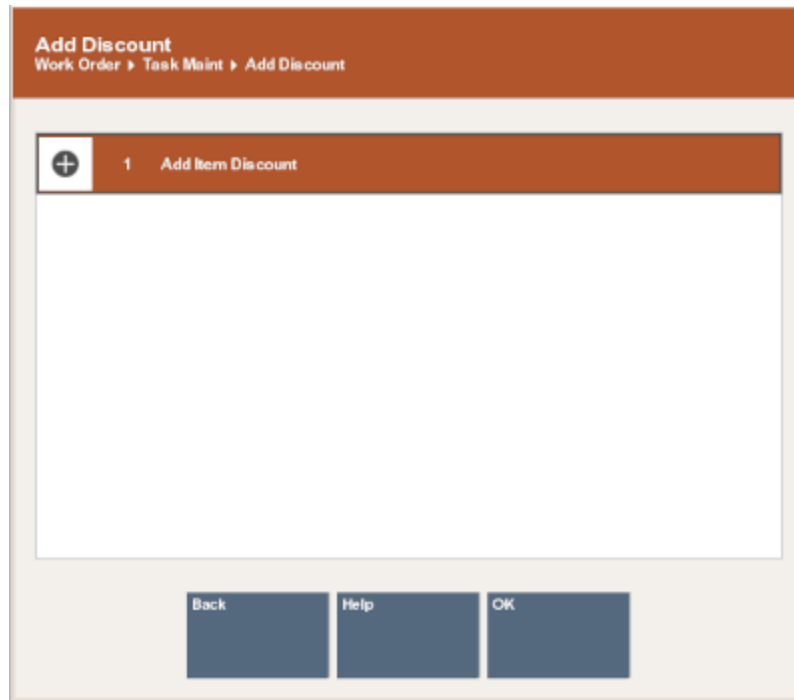 Add Discount
Work Order ▸ Task Maint ▸ Add Discount
1 Add Item Discount
Back Help OK